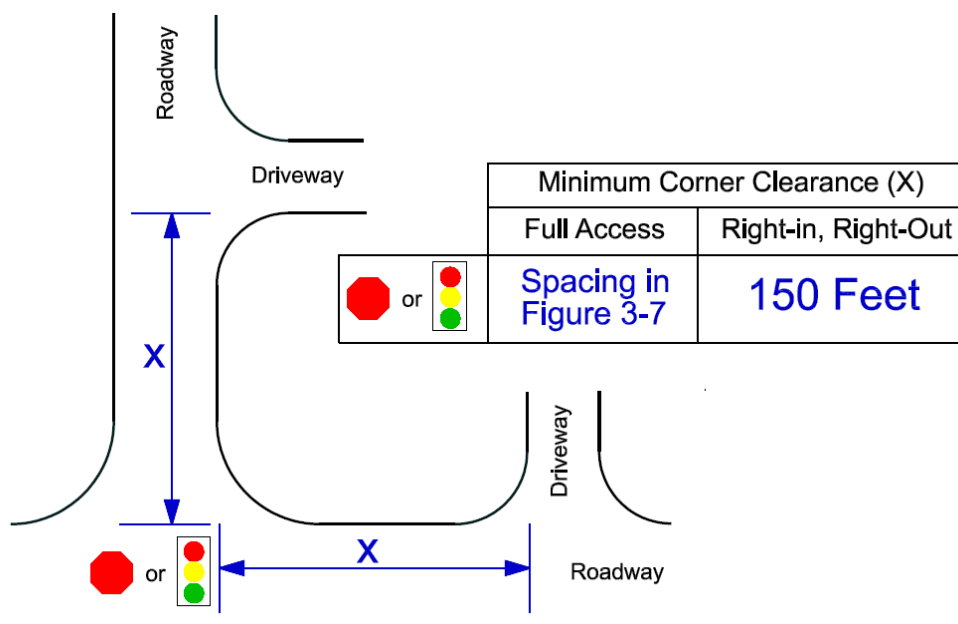 Roadway
Driveway
Minimum Corner Clearance (X)
Full Access
Right-in, Right-Out
or
Spacing in
Figure 3-7
150 Feet
X
Driveway
or
X
Roadway